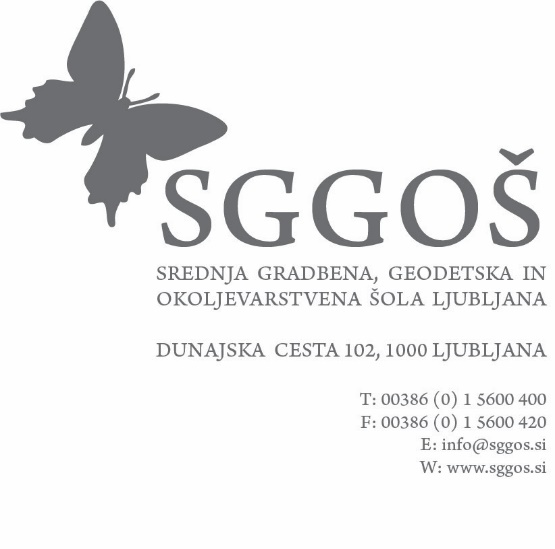 SGGOŠ
SREDNJA GRADBENA, GEODETSKA IN
OKOLJEVARSTVENA ŠOLA LJUBLJANA
DUNAJSKA CESTA 102, 1000 LJUBLJANA
T: 00386 (0) 1 5600 400
F: 00386 (0) 1 5600 420
E: info@sggos.si
W: www.sggos.si